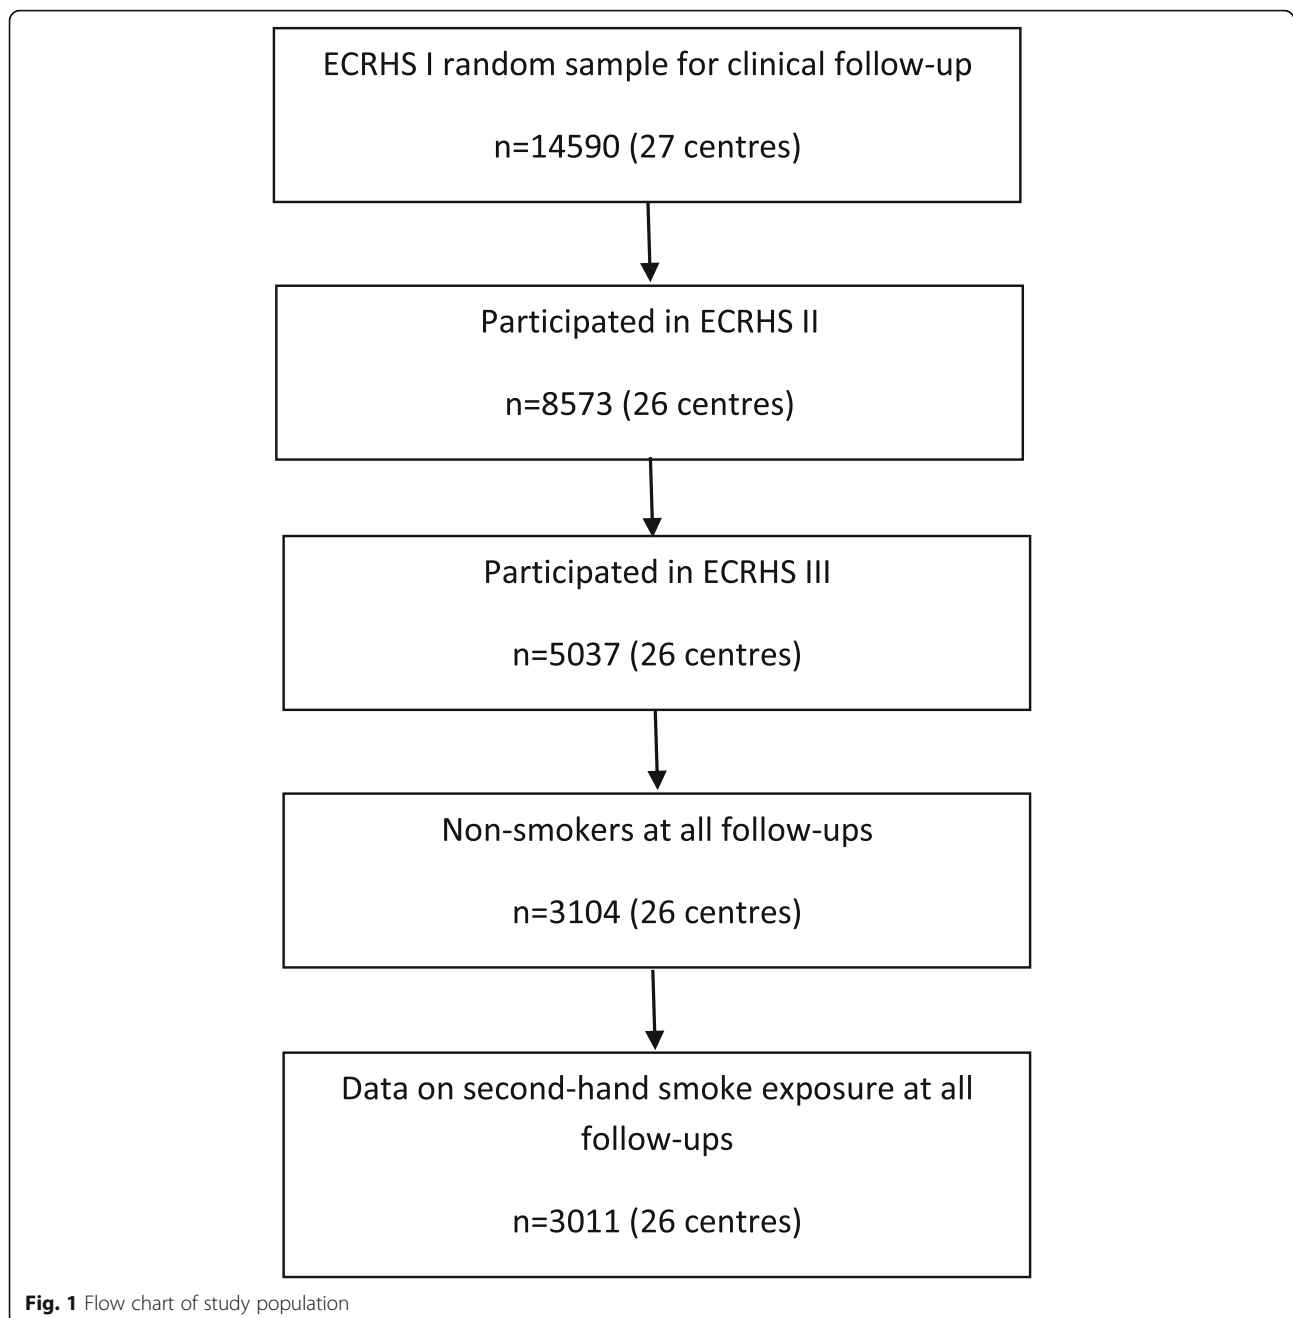 ECRHS I random sample for clinical follow-up
n=14590 (27 centres)
Participated in ECRHS II
n=8573 (26 centres)
Participated in ECRHS III
n=5037 (26 centres)
Non-smokers at all follow-ups
n=3104 (26 centres)
Data on second-hand smoke exposure at all
follow-ups
n=3011 (26 centres)
Fig. 1 Flow chart of study population